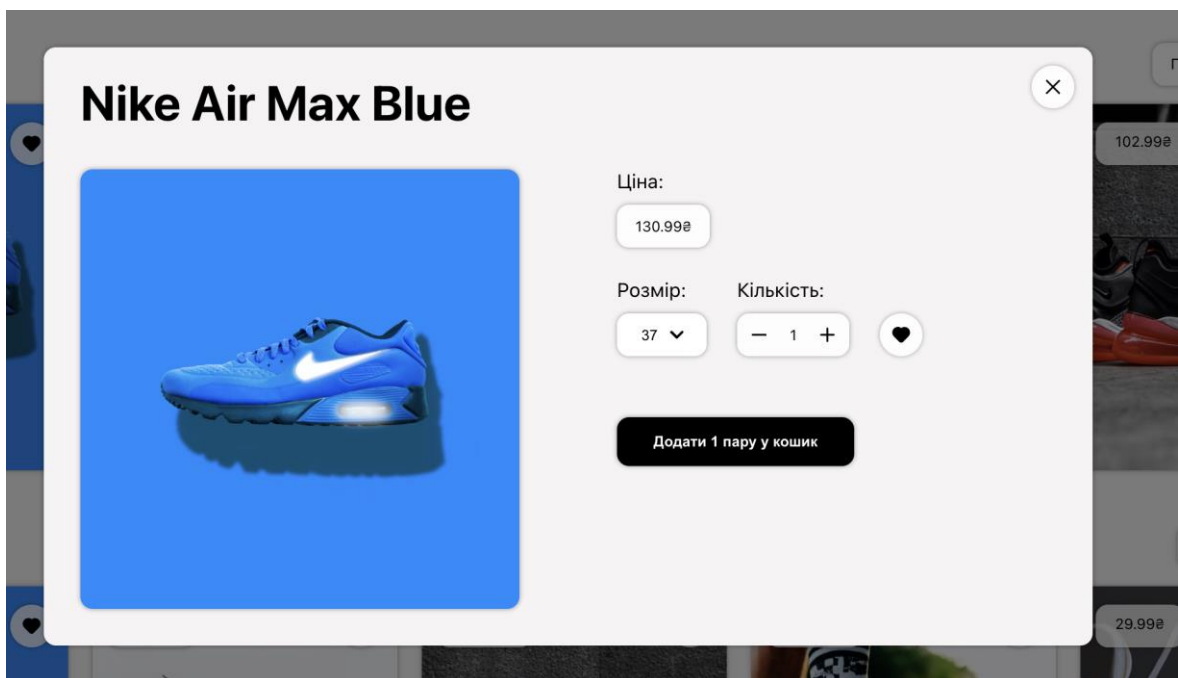 Nike Air Max Blue
102.99₴
Ціна:
130.99₴
Розмір:
Кількість:
37
1
Додати 1 пару у кошик
29.99₴